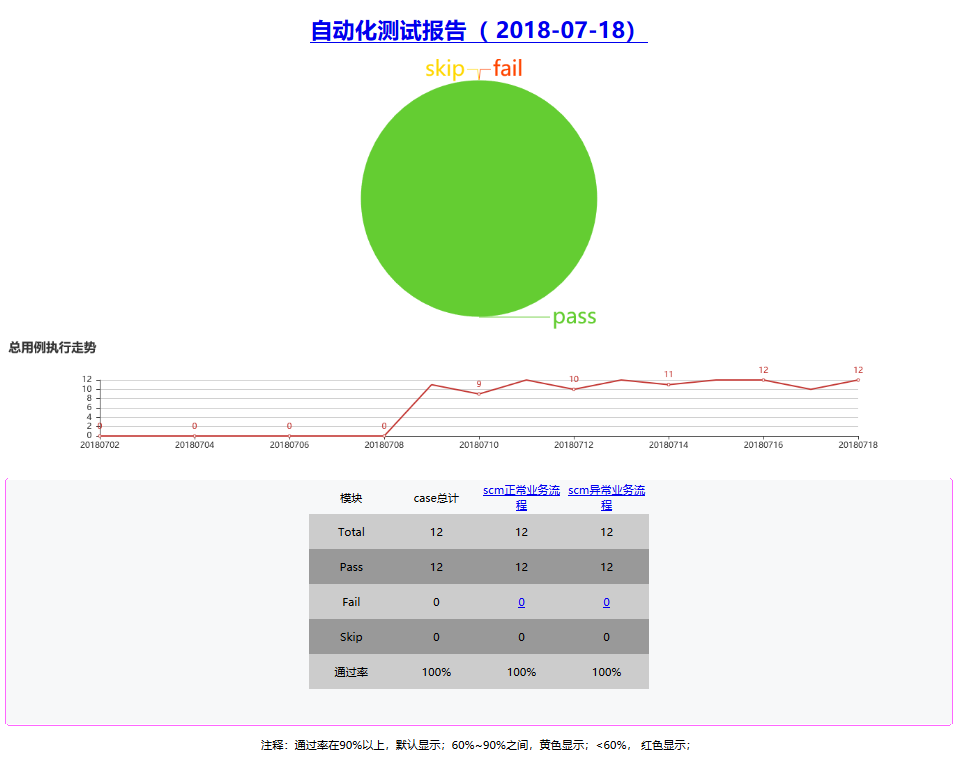 自动化测试报告（ 2018-07-18）
skip fail
pass
总用例执行走势
12
10
8
6
4
2
0
0 0 0 0 9 10 11 12 12
20180702 20180704 20180706 20180708 20180710 20180712 20180714 20180716 20180718
模块 case总计 scm正常业务流程 scm异常业务流程
Total 12 12 12
Pass 12 12 12
Fail 0 0 0
Skip 0 0 0
通过率 100% 100% 100%
注释：通过率在90%以上，默认显示；60%~90%之间，黄色显示；<60%， 红色显示；